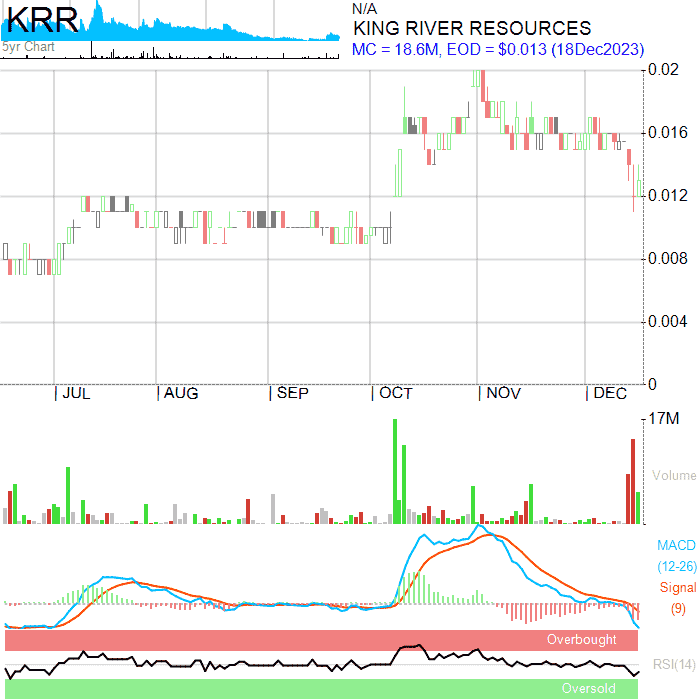 KRR
5yr Chart
N/A
KING RIVER RESOURCES
MC = 18.6M, EOD = $0.013 (18Dec2023)
0.02
0.016
0.012
0.008
0.004
0
JUL AUG SEP OCT NOV DEC
17M
Volume
MACD
(12-26)
Signal
(9)
Overbought
RSI(14)
Oversold